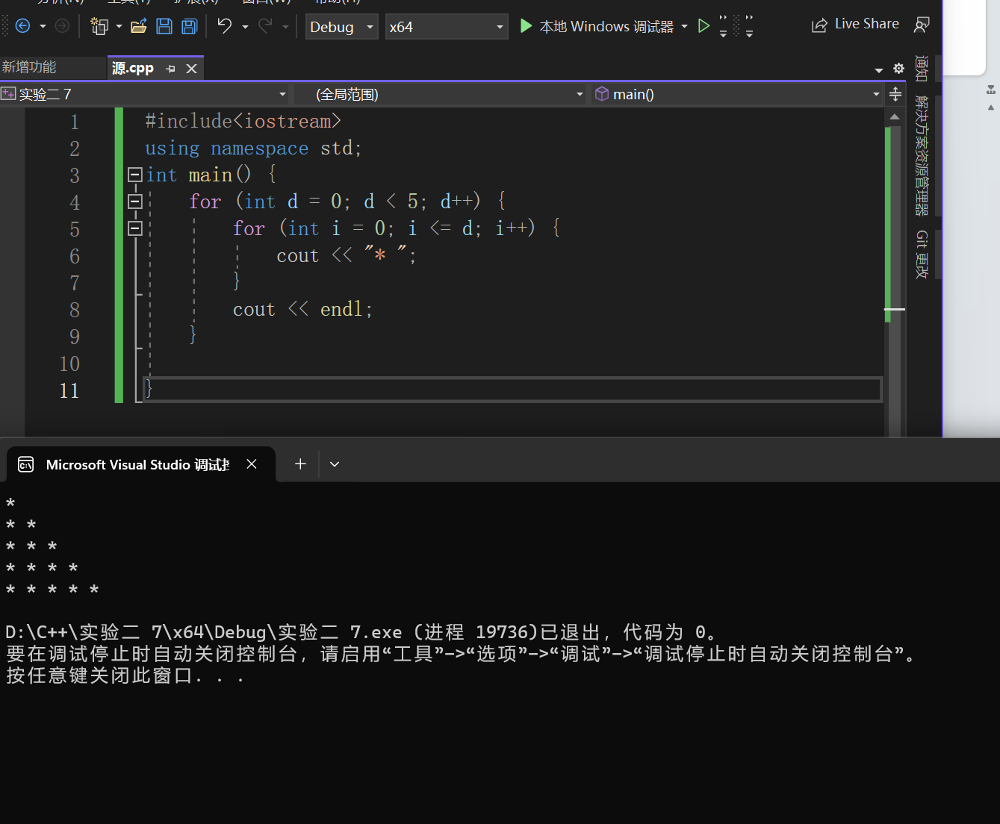 Debug x64 本地 Windows 调试器 Live Share
新增功能 源.cpp
实验二 7 (全局范围) main()
通知
解决方案资源管理器
Git 更改
1 #include<iostream>
2 using namespace std;
3 int main() {
4 for (int d = 0; d < 5; d++) {
5 for (int i = 0; i <= d; i++) {
6 cout << "* ";
7 }
8 cout << endl;
9 }
10
11 }
Microsoft Visual Studio
*
* *
* * *
* * * *
* * * * *
D:\C++\实验二 7\x64\Debug\实验二 7.exe (进程 19736)已退出，代码为 0。
要在调试停止时自动关闭控制台，请启用“工具”->“选项”->“调试”->“调试停止时自动关闭控制台”。
按任意键关闭此窗口. . .